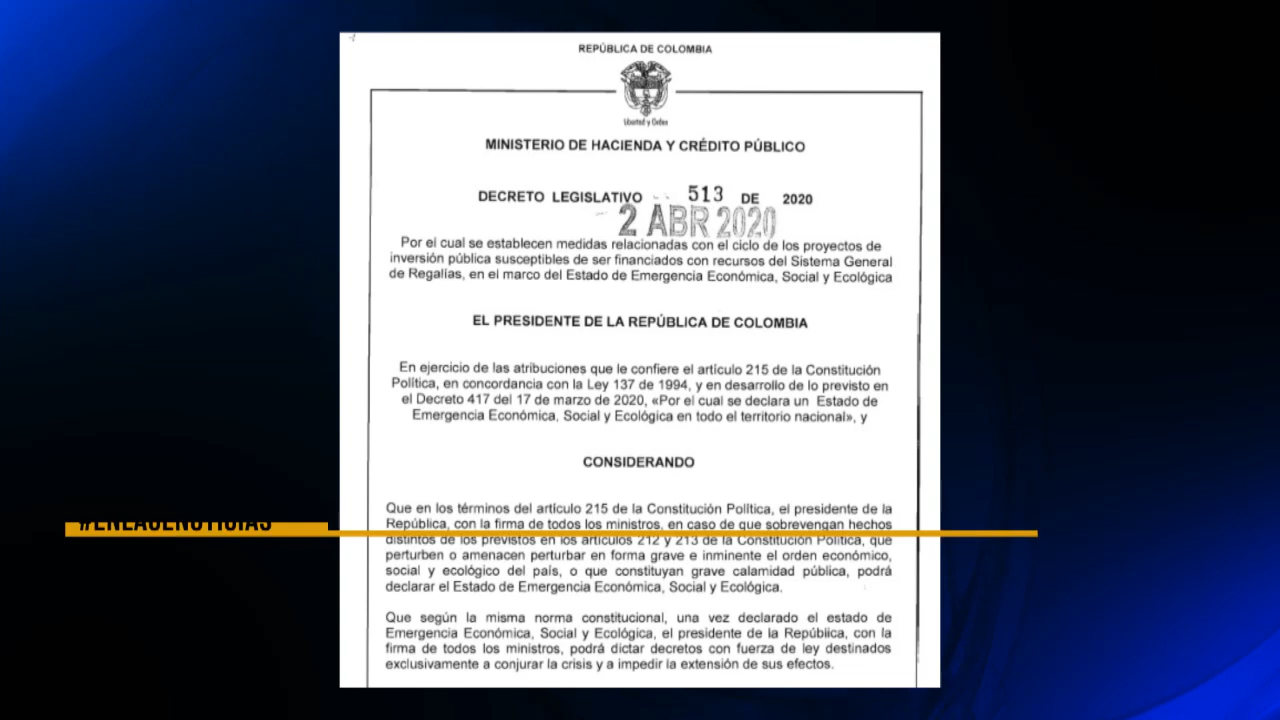 REPÚBLICA DE COLOMBIA
Libertad y Orden
MINISTERIO DE HACIENDA Y CRÉDITO PÚBLICO
DECRETO LEGISLATIVO 513 DE 2020
2 ABR 2020
Por el cual se establecen medidas relacionadas con el ciclo de los proyectos de
inversión pública susceptibles de ser financiados con recursos del Sistema General
de Regalías, en el marco del Estado de Emergencia Económica, Social y Ecológica
EL PRESIDENTE DE LA REPÚBLICA DE COLOMBIA
En ejercicio de las atribuciones que le confiere el artículo 215 de la Constitución
Política, en concordancia con la Ley 137 de 1994, y en desarrollo de lo previsto en
el Decreto 417 del 17 de marzo de 2020, «Por el cual se declara un Estado de
Emergencia Económica, Social y Ecológica en todo el territorio nacional», y
CONSIDERANDO
Que en los términos del artículo 215 de la Constitución Política, el presidente de la
República, con la firma de todos los ministros, en caso de que sobrevengan hechos
distintos de los previstos en los artículos 212 y 213 de la Constitución Política, que
perturben o amenacen perturbar en forma grave e inminente el orden económico,
social y ecológico del país, o que constituyan grave calamidad pública, podrá
declarar el Estado de Emergencia Económica, Social y Ecológica.
Que según la misma norma constitucional, una vez declarado el estado de
Emergencia Económica, Social y Ecológica, el presidente de la República, con la
firma de todos los ministros, podrá dictar decretos con fuerza de ley destinados
exclusivamente a conjurar la crisis y a impedir la extensión de sus efectos.
#ENLACENOTICIAS